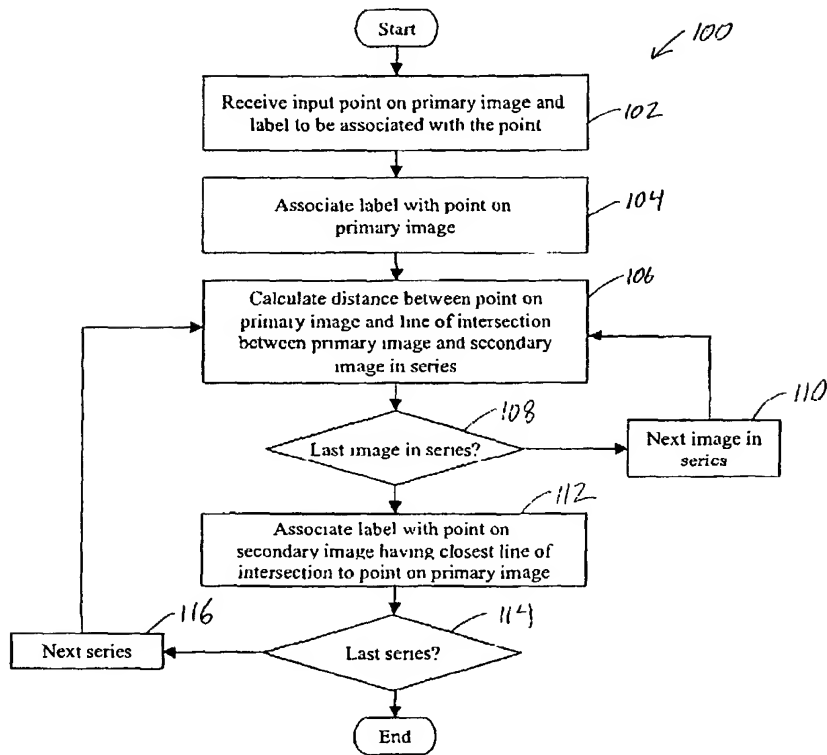 Start
100
Receive input point on primary image and
label to be associated with the point
102
Associate label with point on
primary image
104
106
Calculate distance between point on
primary image and line of intersection
between primary image and secondary
image in series
108
Last image in series?
110
Next image in
series
112
Associate label with point on
secondary image having closest line of
intersection to point on primary image
114
Last series?
116
Next series
End